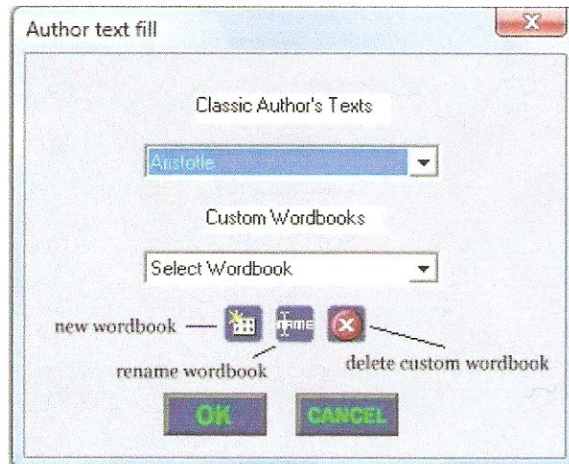 Author text fill
Classic Author's Texts
Aristotle
Custom Wordbooks
Select Wordbook
new wordbook
NAME
rename wordbook
delete custom wordbook
OK
CANCEL